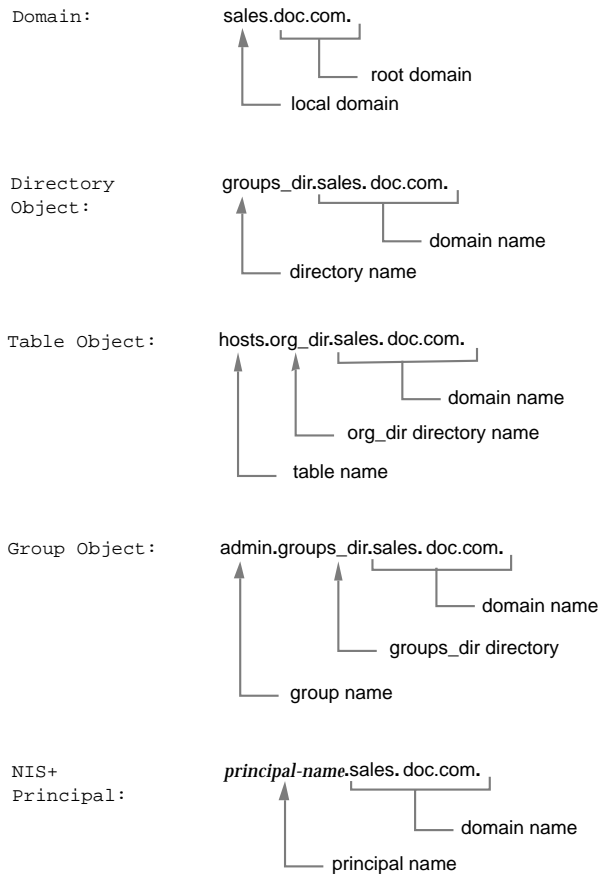 Domain: sales.doc.com.
root domain
local domain
Directory Object: groups_dir.sales. doc.com.
domain name
directory name
Table Object: hosts.org_dir.sales. doc.com.
domain name
org_dir directory name
table name
Group Object: admin.groups_dir.sales. doc.com.
domain name
groups_dir directory
group name
NIS+ Principal: principal-name.sales. doc.com.
domain name
principal name